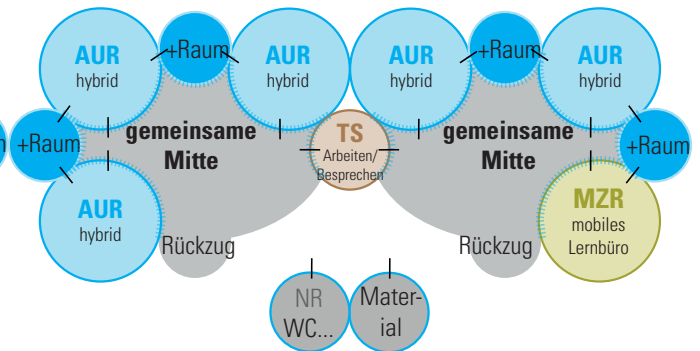 AUR
hybrid
+Raum
AUR
hybrid
AUR
hybrid
+Raum
AUR
hybrid
+Raum
gemeinsame
Mitte
TS
Arbeiten/
Besprechen
gemeinsame
Mitte
+Raum
AUR
hybrid
Rückzug
Rückzug
MZR
mobiles
Lernbüro
NR
WC...
Mater-
ial